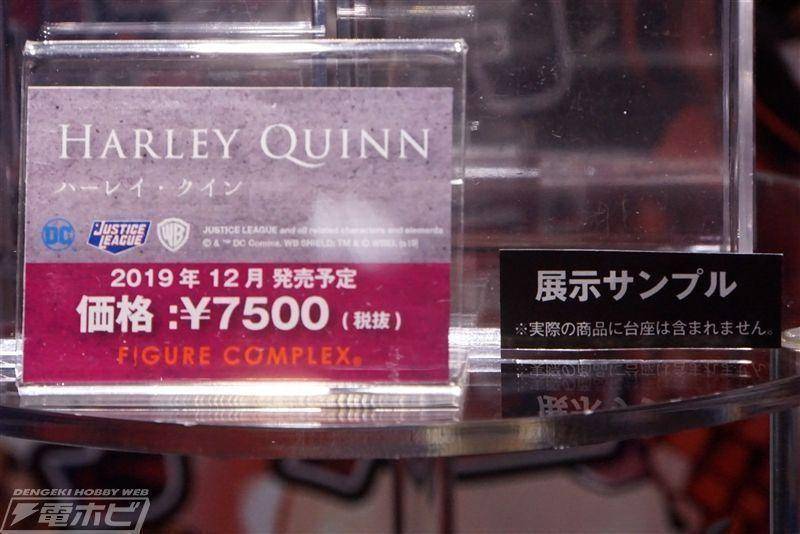 HARLEY QUINN
ハーレイ・クイン
DC
JUSTICE LEAGUE
WB
JUSTICE LEAGUE and all related characters and elements
© & ™ DC Comics. WB SHIELD: TM & © WBEI. (s19)
2019年12月 発売予定
価格:¥7500 (税抜)
FIGURE COMPLEX®
展示サンプル
※実際の商品に台座は含まれません。
DENGEKI HOBBY WEB
電ホビ